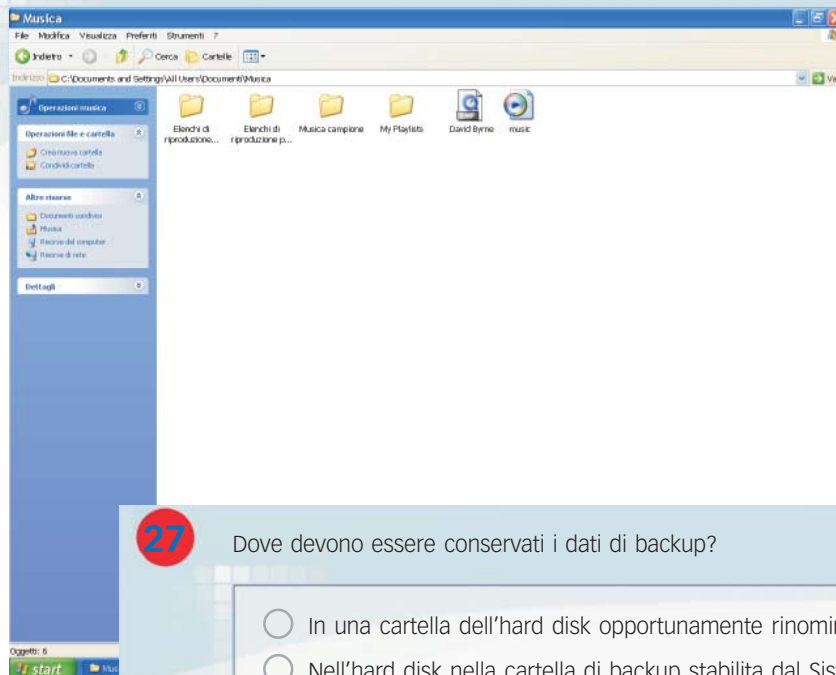 Musica
File Modifica Visualizza Preferiti Strumenti ?
Indietro Cerca Cartelle
Indirizzo C:\Documents and Settings\All Users\Documenti\Musica
Operazioni musica
Operazioni file e cartella
Crea nuova cartella
Condividi cartella
Altre risorse
Documenti condivisi
Musica
Risorse del computer
Risorse di rete
Dettagli
Elenchi di riproduzione...
Elenchi di riproduzione p...
Musica campione
My Playlists
David Byrne
music
Oggetti: 6
start
27
Dove devono essere conservati i dati di backup?
In una cartella dell'hard disk opportunamente
Nell'hard disk nella cartella di backup stabilita dal